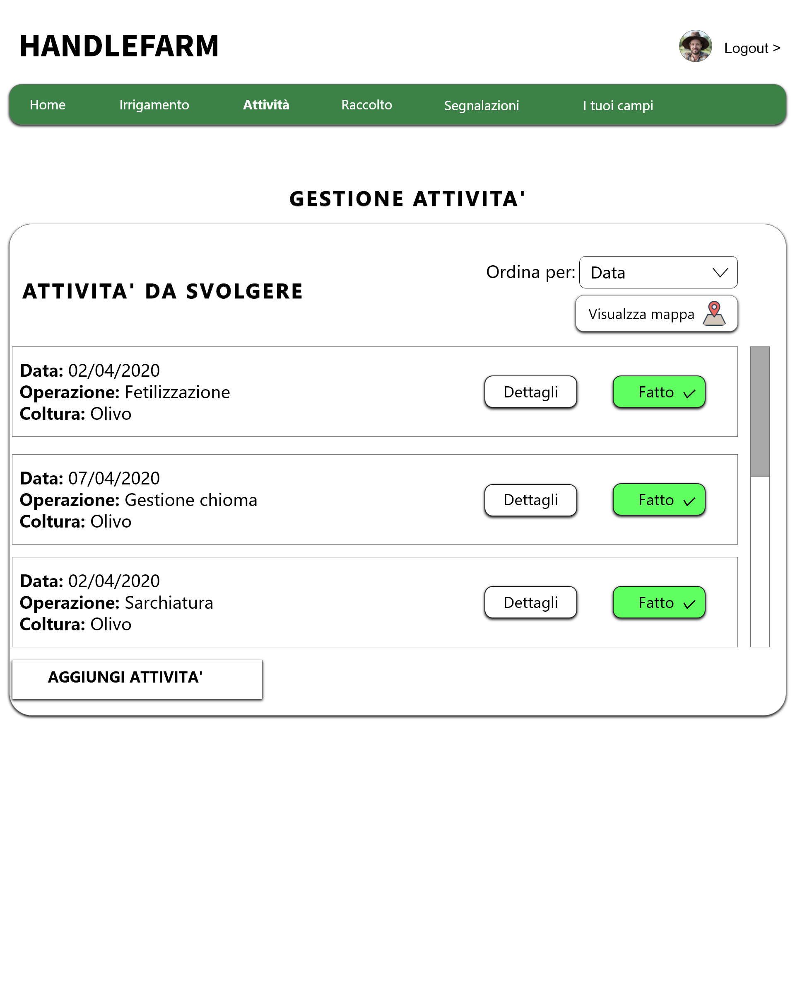 HANDLEFARM
Logout >
Home Irrigamento Attività Raccolto Segnalazioni I tuoi campi
GESTIONE ATTIVITA'
Ordina per: Data
ATTIVITA' DA SVOLGERE
Visualzza mappa
Data: 02/04/2020
Operazione: Fetilizzazione
Coltura: Olivo
Dettagli
Fatto
Data: 07/04/2020
Operazione: Gestione chioma
Coltura: Olivo
Dettagli
Fatto
Data: 02/04/2020
Operazione: Sarchiatura
Coltura: Olivo
Dettagli
Fatto
AGGIUNGI ATTIVITA'